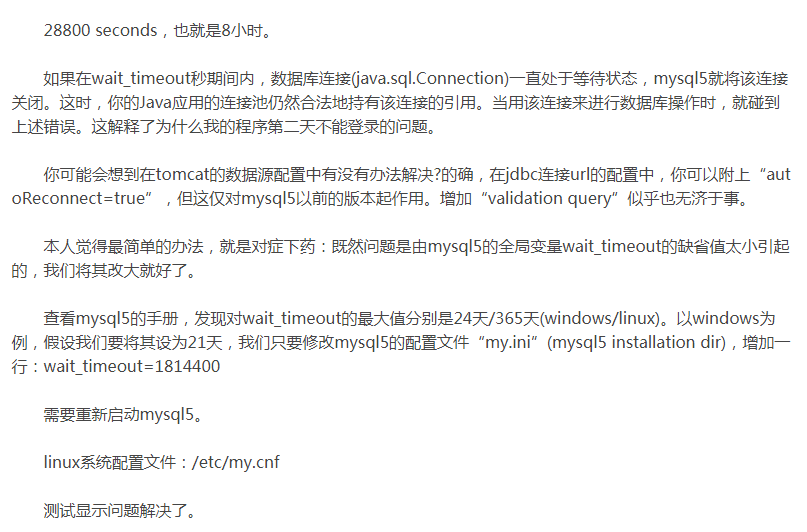 28800 seconds，也就是8小时。
如果在wait_timeout秒期间内，数据库连接(java.sql.Connection)一直处于等待状态，mysql5就将该连接
关闭。这时，你的Java应用的连接池仍然合法地持有该连接的引用。当用该连接来进行数据库操作时，就碰到
上述错误。这解释了为什么我的程序第二天不能登录的问题。
你可能会想到在tomcat的数据源配置中有没有办法解决?的确，在jdbc连接url的配置中，你可以附上“aut
oReconnect=true”，但这仅对mysql5以前的版本起作用。增加“validation query”似乎也无济于事。
本人觉得最简单的办法，就是对症下药：既然问题是由mysql5的全局变量wait_timeout的缺省值太小引起
的，我们将其改大就好了。
查看mysql5的手册，发现对wait_timeout的最大值分别是24天/365天(windows/linux)。以windows为
例，假设我们要将其设为21天，我们只要修改mysql5的配置文件“my.ini”(mysql5 installation dir)，增加一
行：wait_timeout=1814400
需要重新启动mysql5。
linux系统配置文件：/etc/my.cnf
测试显示问题解决了。